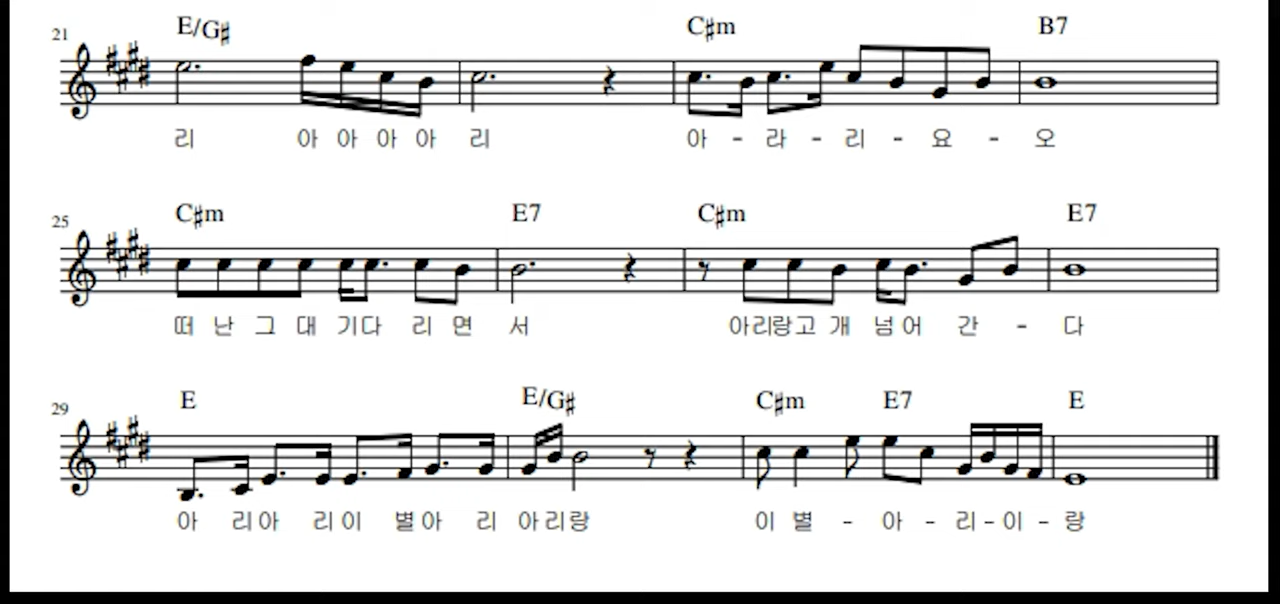 21 E/G♯ C♯m B7
리 아 아 아 아 리 아 - 라 - 리 - 요 - 오
25 C♯m E7 C♯m E7
떠 난 그 대 기다 리 면 서 아리랑고 개 넘어 간 - 다
29 E E/G♯ C♯m E7 E
아 리아 리이 별아 리 아리랑 이 별 - 아 - 리-이 - 랑